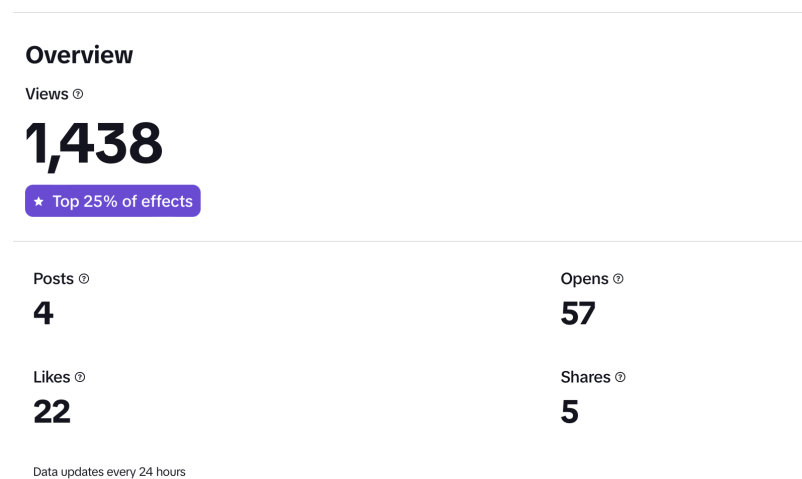 Overview
Views
1,438
Top 25% of effects
Posts
4
Opens
57
Likes
22
Shares
5
Data updates every 24 hours